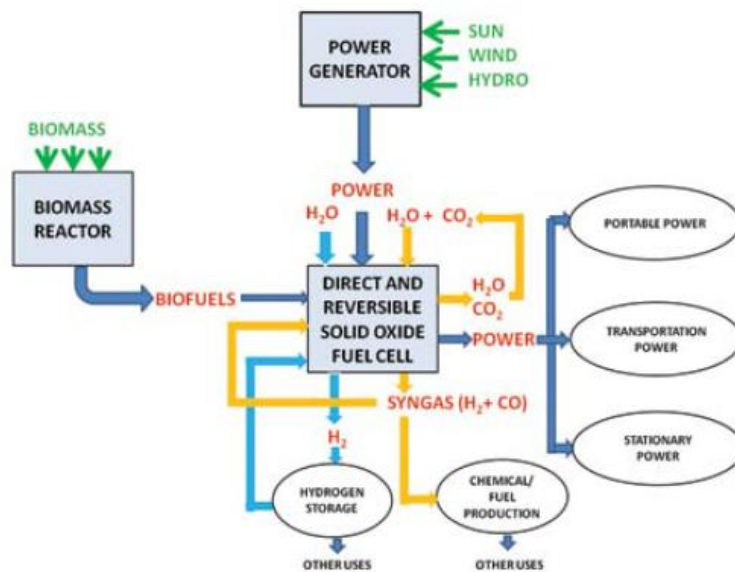 POWER
GENERATOR
SUN
WIND
HYDRO
BIOMASS
BIOMASS
REACTOR
POWER
H₂O
H₂O + CO₂
BIOFUELS
DIRECT AND
REVERSIBLE
SOLID OXIDE
FUEL CELL
H₂O
CO₂
POWER
PORTABLE POWER
TRANSPORTATION
POWER
STATIONARY
POWER
SYNGAS (H₂+ CO)
H₂
HYDROGEN
STORAGE
CHEMICAL/
FUEL
PRODUCTION
OTHER USES
OTHER USES